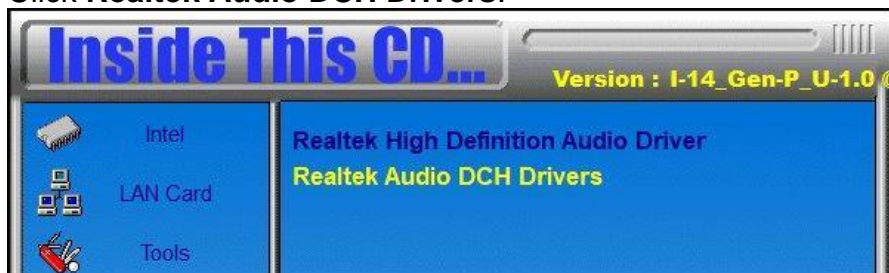 Click Realtek Audio DCH Drivers.
Inside This CD...
Version : I-14_Gen-P_U-1.0
Intel
Realtek High Definition Audio Driver
Realtek Audio DCH Drivers
LAN Card
Tools